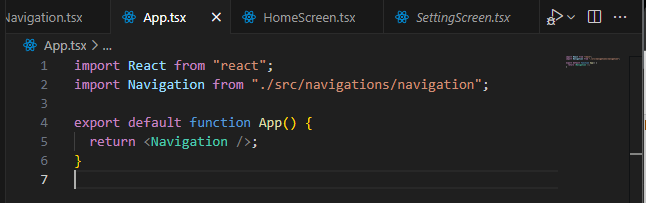 Navigation.tsx App.tsx HomeScreen.tsx SettingScreen.tsx
App.tsx > ...
1 import React from "react";
2 import Navigation from "./src/navigations/navigation";
3
4 export default function App() {
5   return <Navigation />;
6 }
7